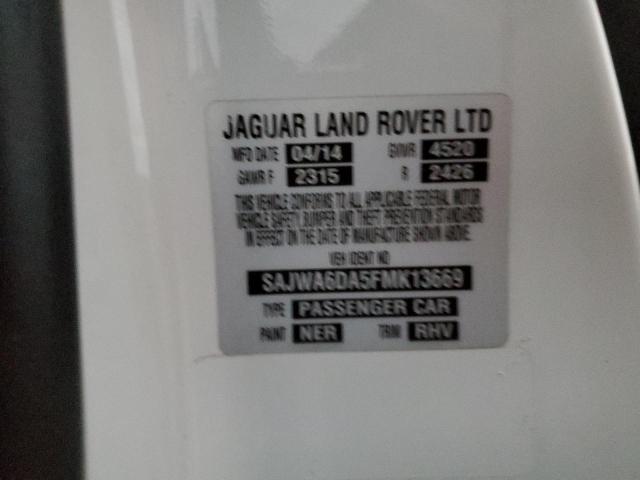 JAGUAR LAND ROVER LTD
MFD DATE 04/14 GVWR 4520
GAWR F 2315 R 2426
THIS VEHICLE CONFORMS TO ALL APPLICABLE FEDERAL MOTOR
VEHICLE SAFETY, BUMPER AND THEFT PREVENTION STANDARDS
IN EFFECT ON THE DATE OF MANUFACTURE SHOWN ABOVE.
VEH IDENT NO
SAJWA6DA5FMK13669
TYPE PASSENGER CAR
PAINT NER TRIM RHV